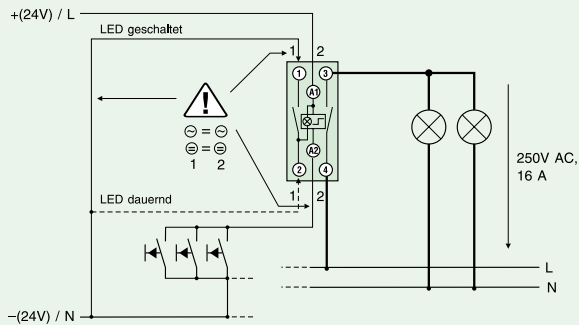 +(24V) / L
LED geschaltet
1 2
1 3
A1
! 
~ = ~
= = =
1 2
A2
2 4
LED dauernd
1 2
250V AC,
16 A
L
N
−(24V) / N